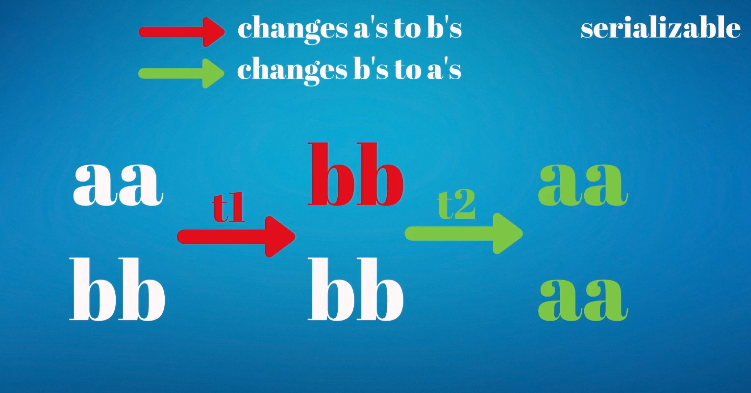 changes a's to b's
serializable
changes b's to a's
aa
bb
t1
bb
bb
t2
aa
aa